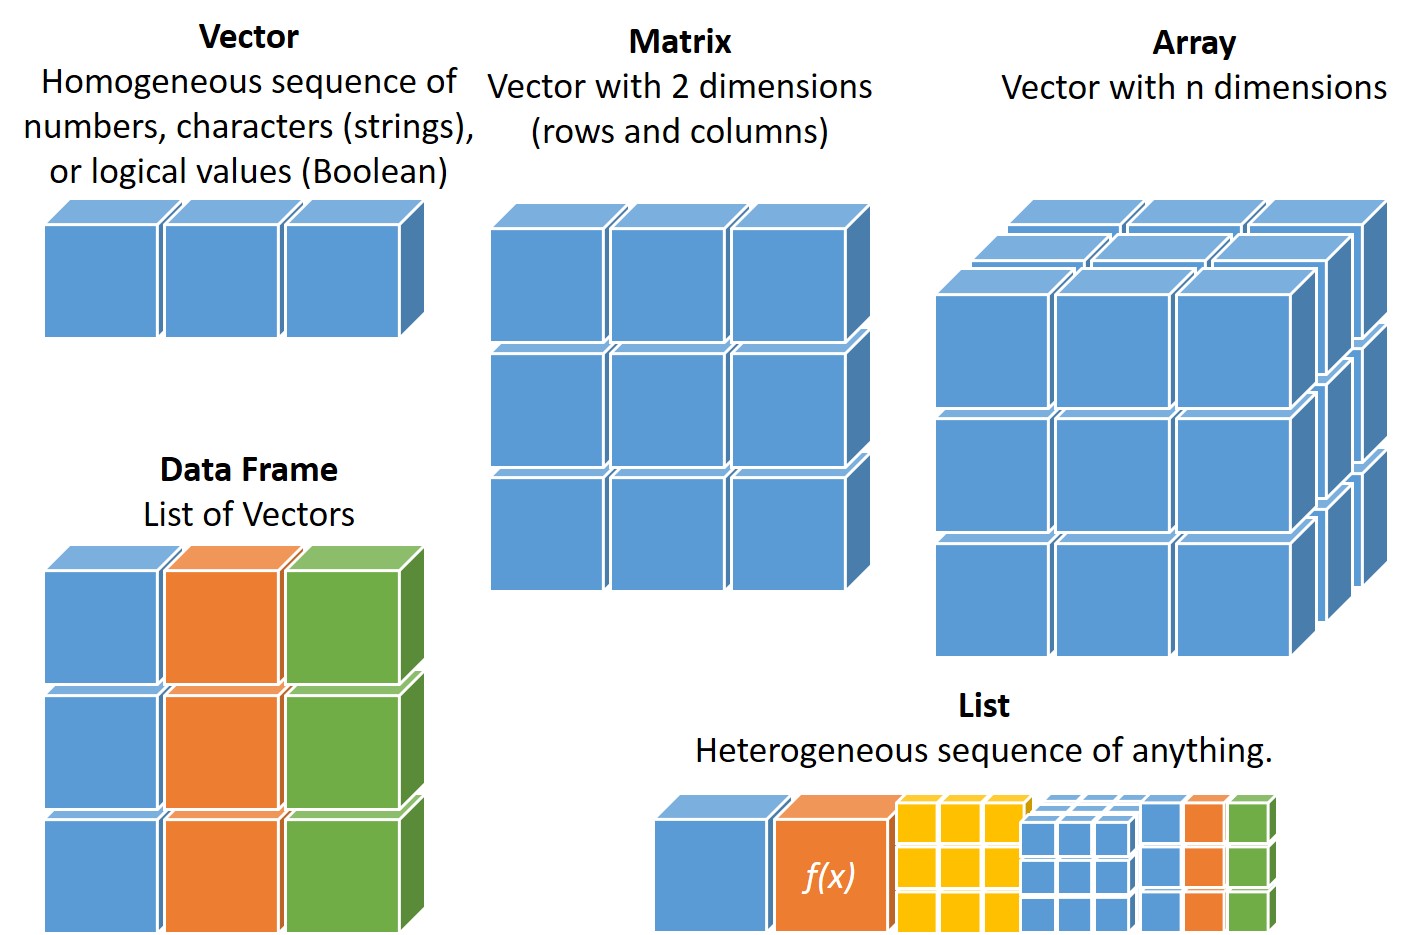 Vector
Homogeneous sequence of
numbers, characters (strings),
or logical values (Boolean)
Matrix
Vector with 2 dimensions
(rows and columns)
Array
Vector with n dimensions
Data Frame
List of Vectors
List
Heterogeneous sequence of anything.
f(x)